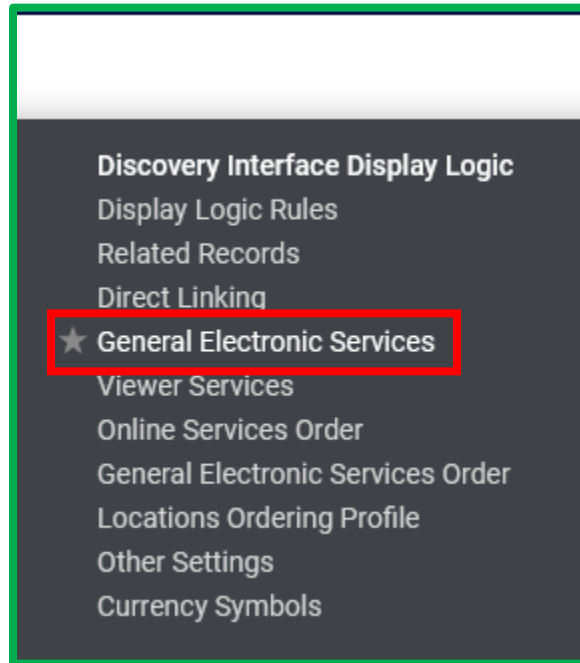 Discovery Interface Display Logic
Display Logic Rules
Related Records
Direct Linking
General Electronic Services
Viewer Services
Online Services Order
General Electronic Services Order
Locations Ordering Profile
Other Settings
Currency Symbols